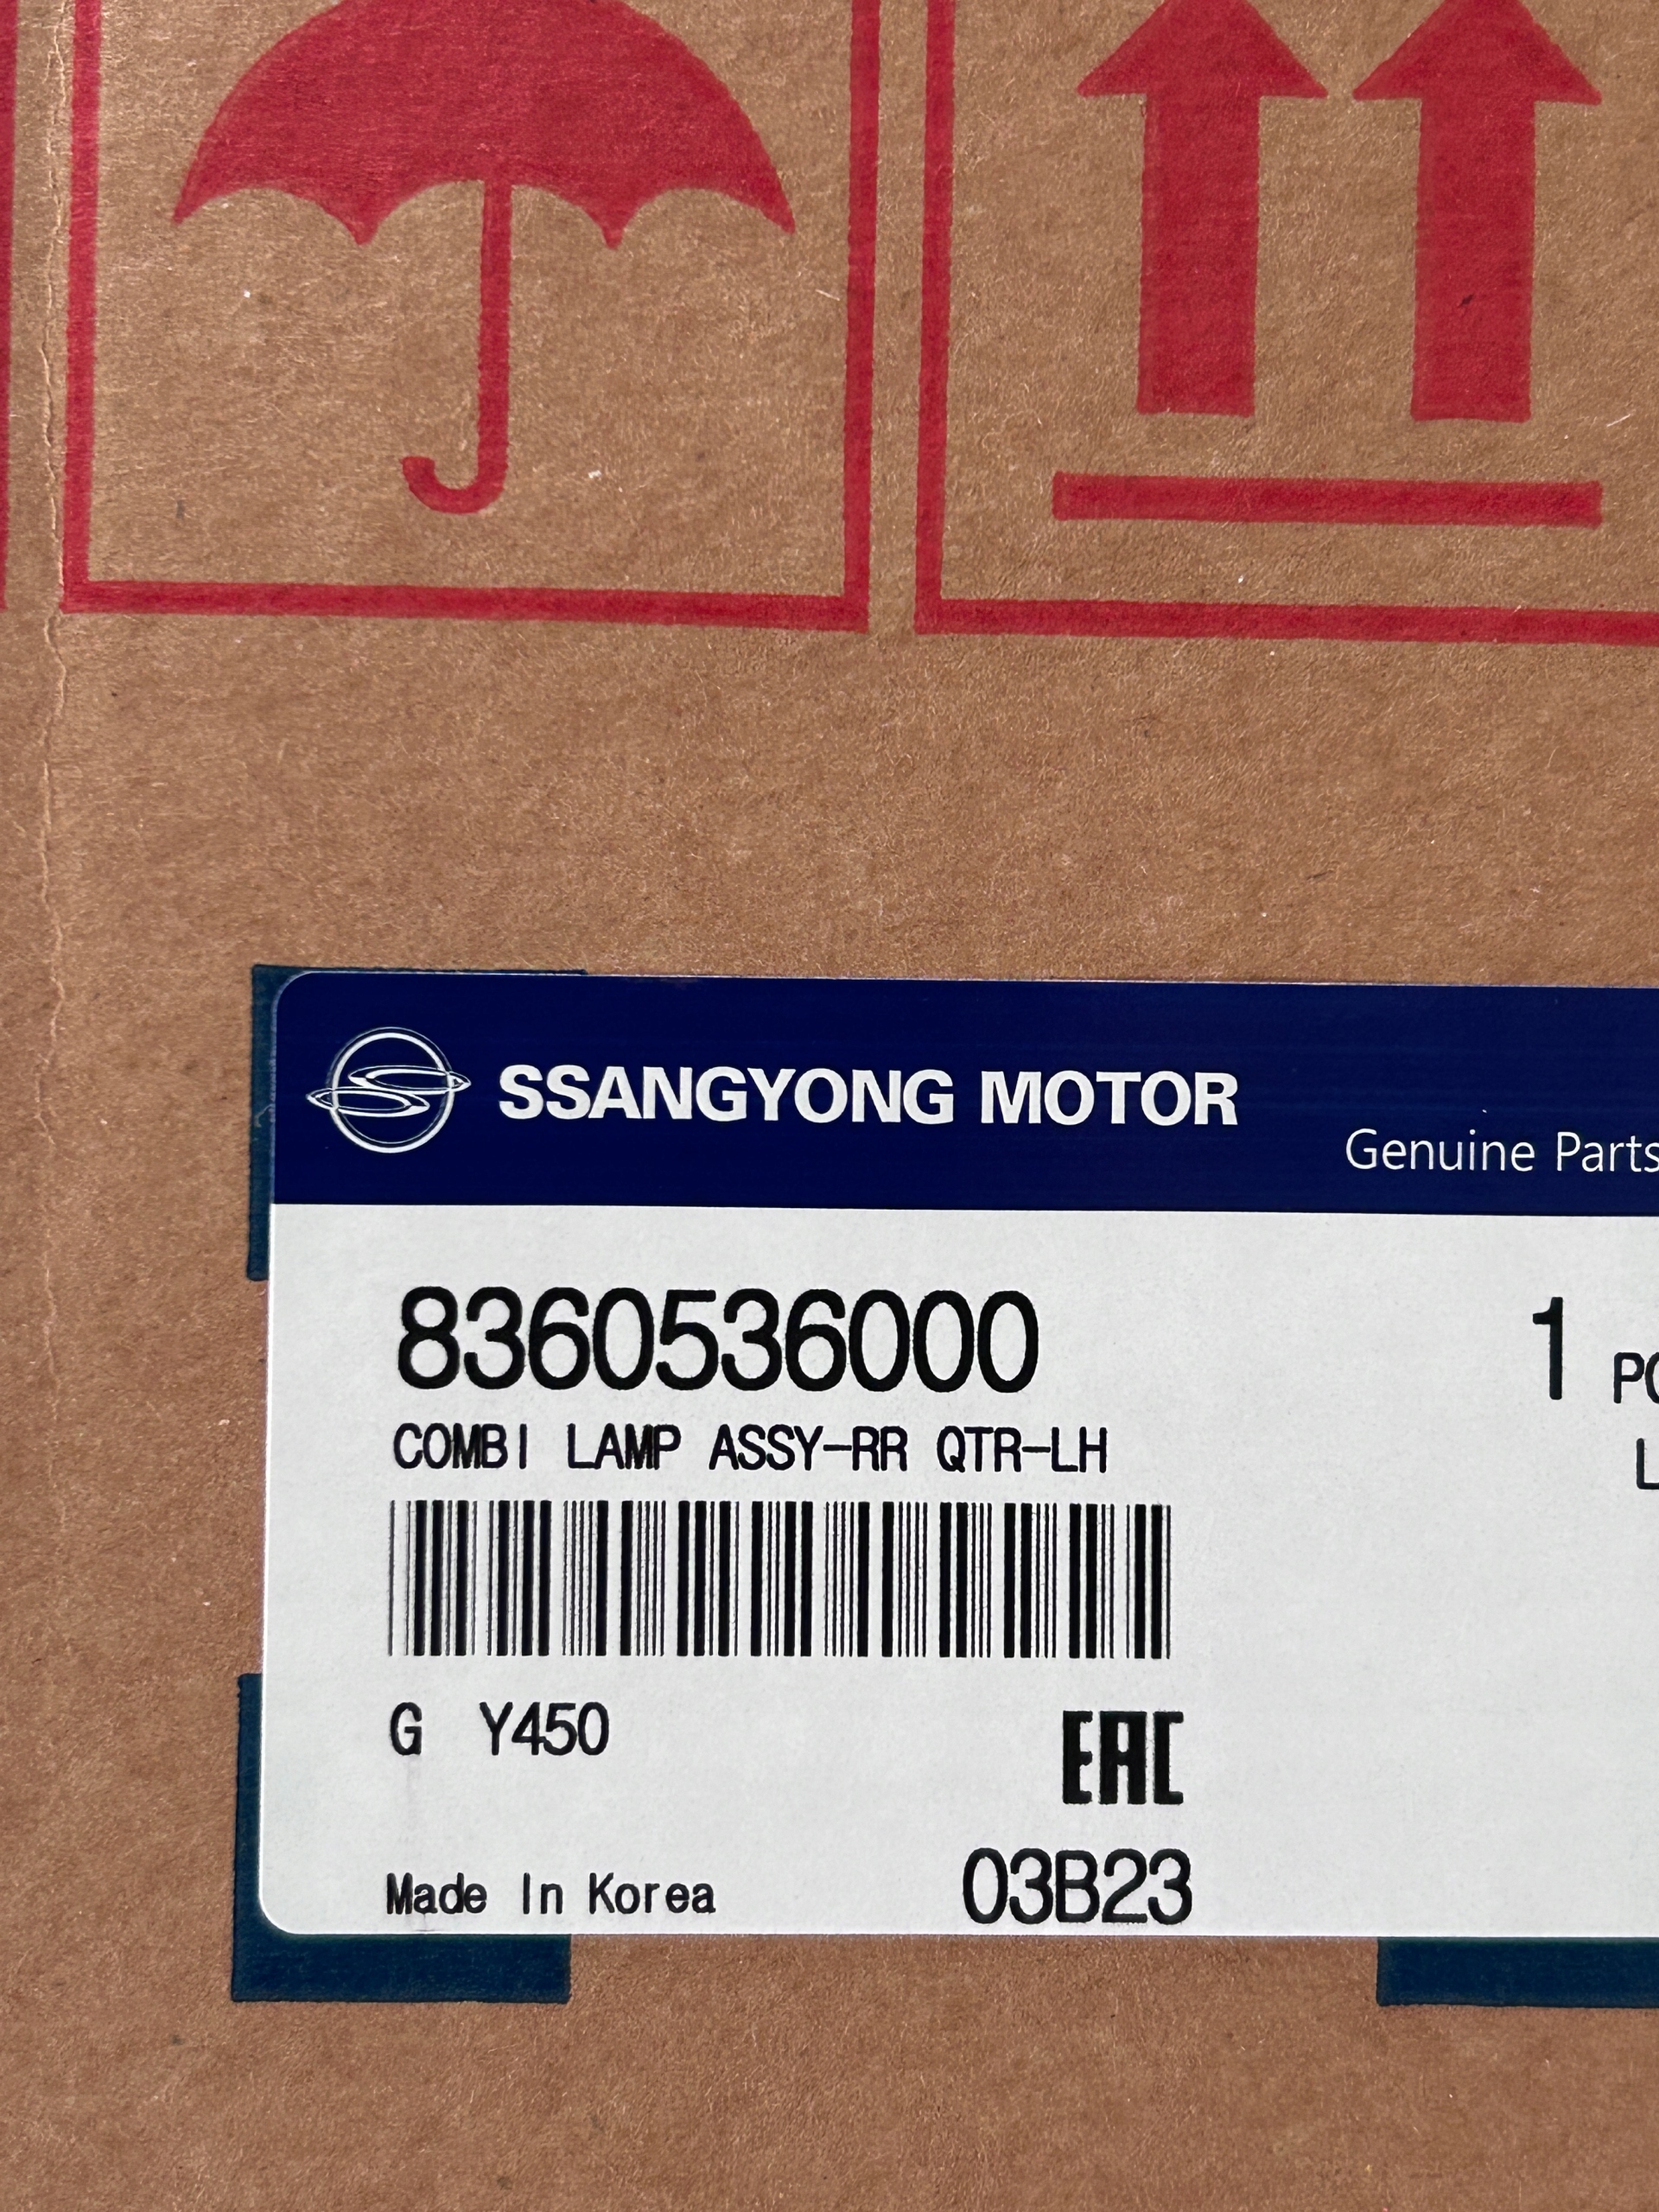 SSANGYONG MOTOR
Genuine Parts
8360536000
1
COMBI LAMP ASSY-RR QTR-LH
G Y450
EAC
Made In Korea
03B23